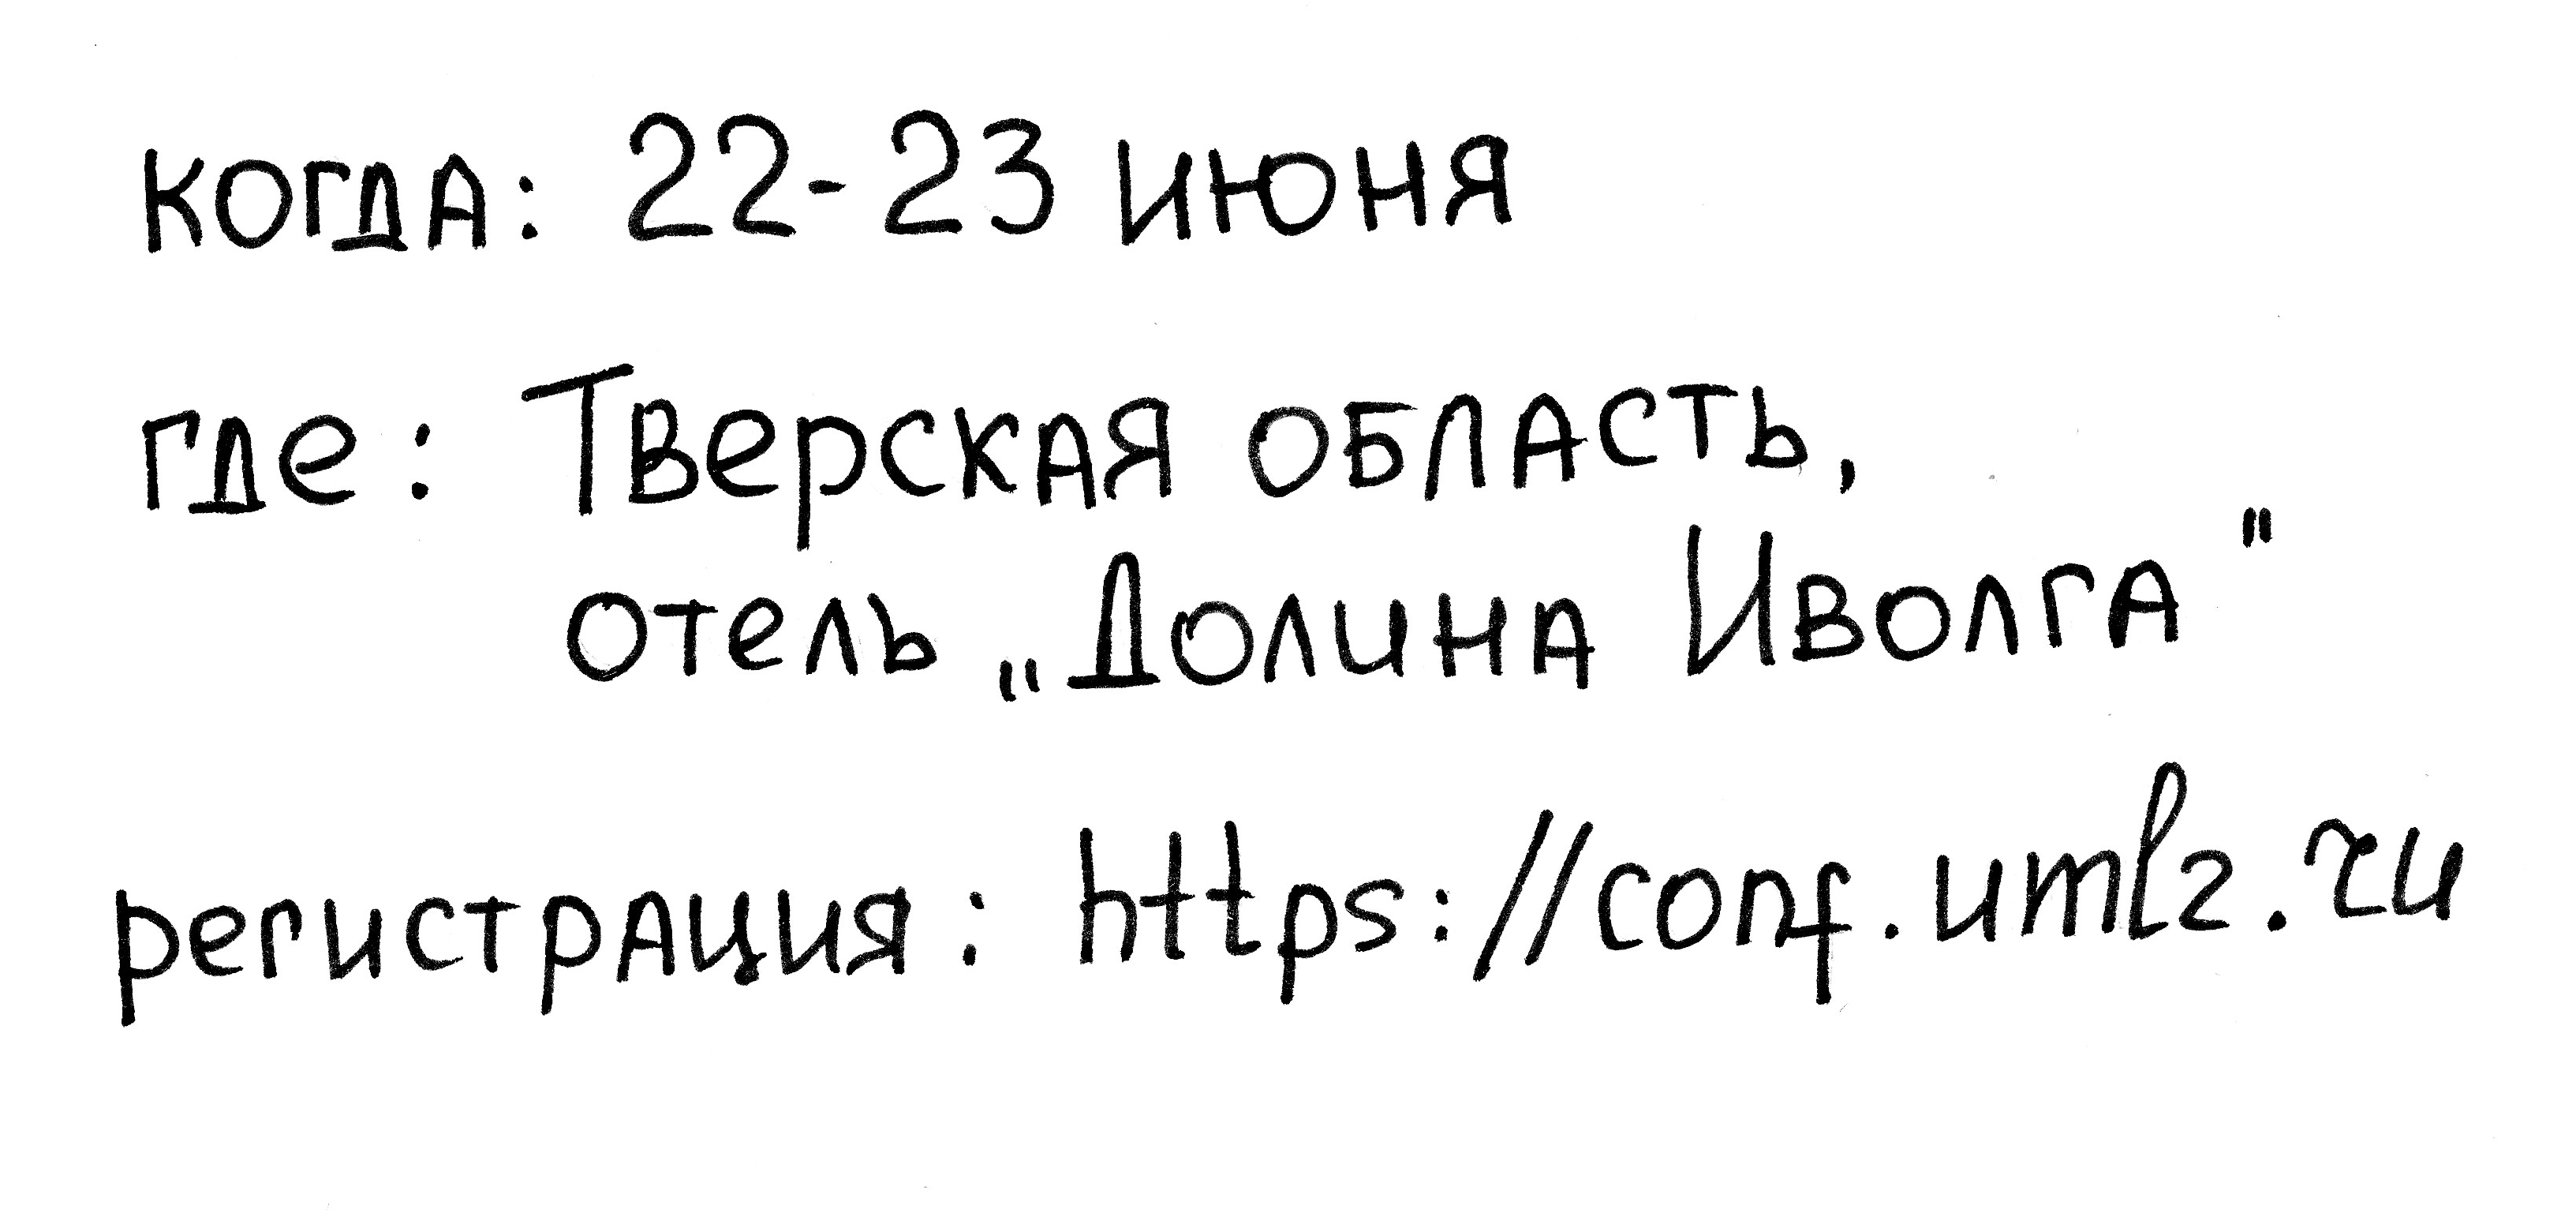 когда: 22-23 июня
где: Тверская область,
отель „Долина Иволга"
регистрация: https://conf.uml2.ru